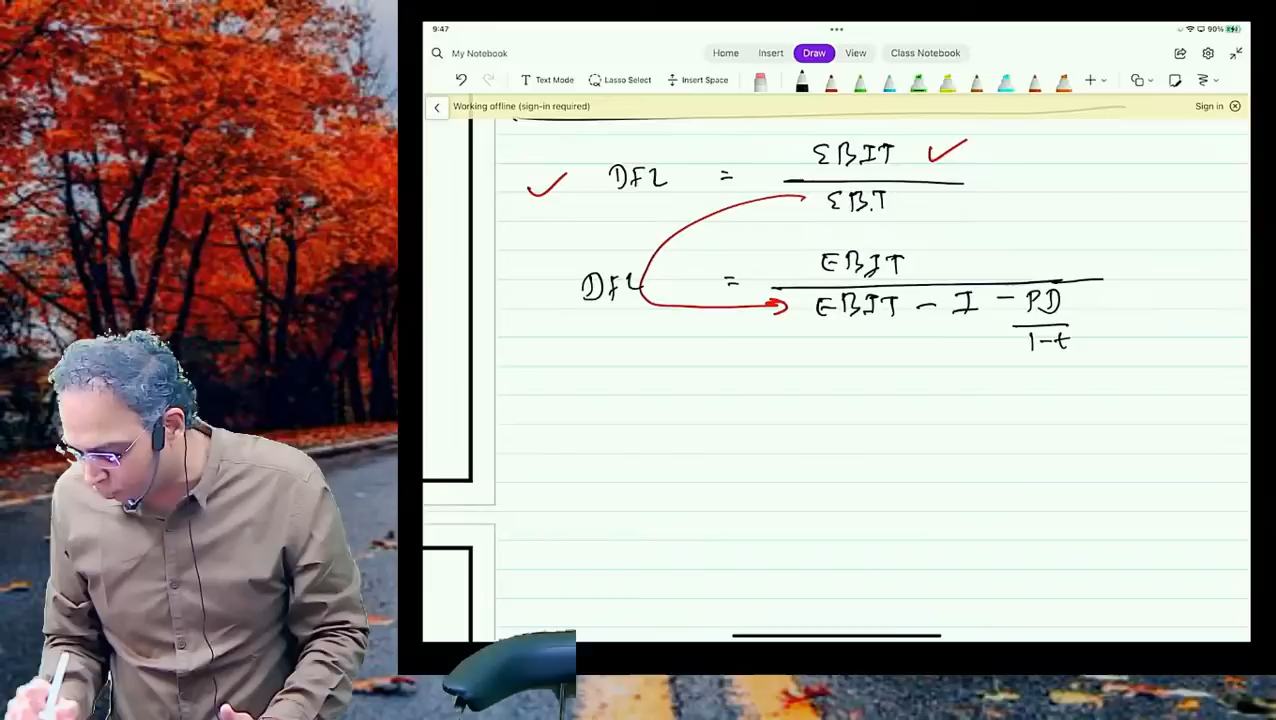 9:47
90%
My Notebook
Home Insert Draw View Class Notebook
Text Mode Lasso Select Insert Space
Working offline (sign-in required) Sign in
DFL = EBIT
EBT
DFL = EBIT
EBIT - I - PD
1-t